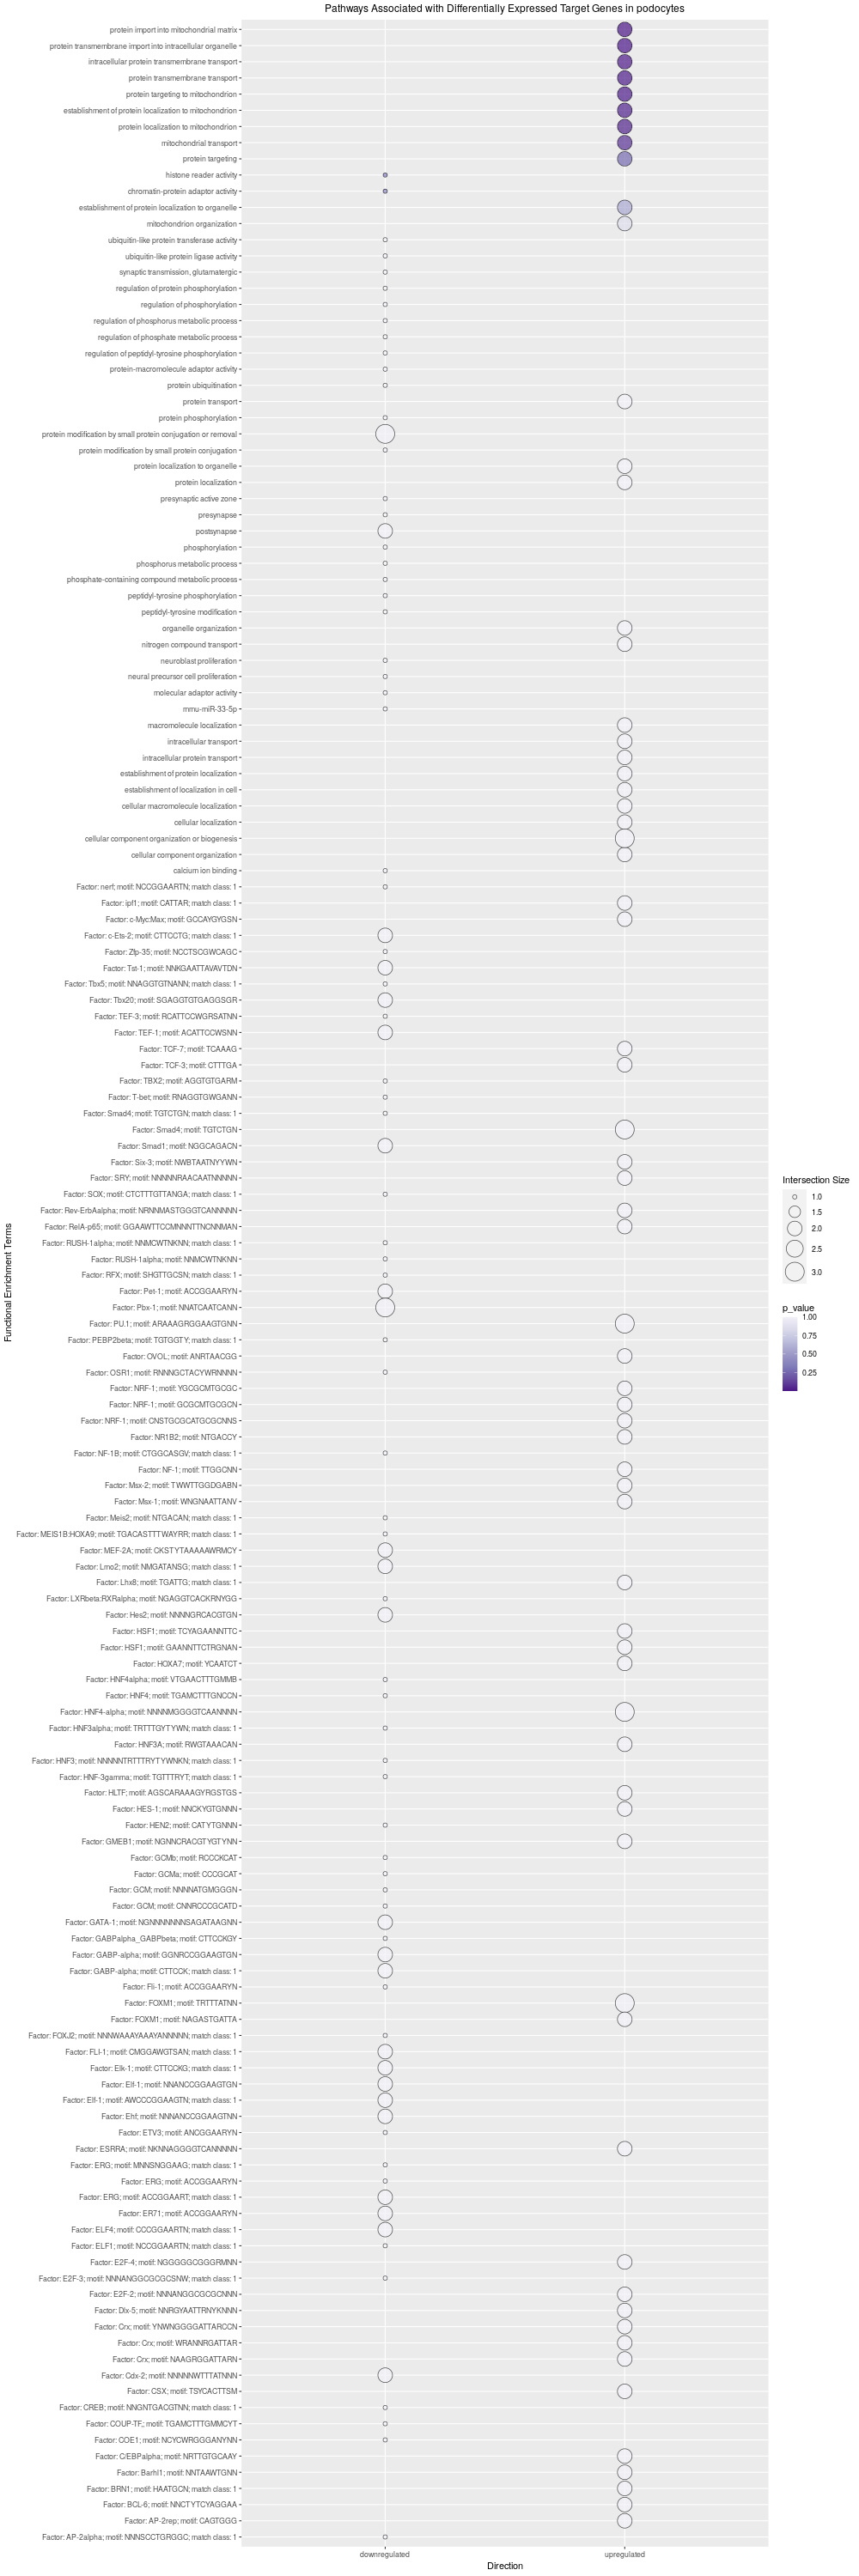 Pathways Associated with Differentially Expressed Target Genes in podocytes
protein import into mitochondrial matrix
protein transmembrane import into intracellular organelle
intracellular protein transmembrane transport
protein transmembrane transport
protein targeting to mitochondrion
establishment of protein localization to mitochondrion
protein localization to mitochondrion
mitochondrial transport
protein targeting
histone reader activity
chromatin-protein adaptor activity
establishment of protein localization to organelle
mitochondrion organization
ubiquitin-like protein transferase activity
ubiquitin-like protein ligase activity
synaptic transmission, glutamatergic
regulation of protein phosphorylation
regulation of phosphorylation
regulation of phosphorus metabolic process
regulation of phosphate metabolic process
regulation of peptidyl-tyrosine phosphorylation
protein-macromolecule adaptor activity
protein ubiquitination
protein transport
protein phosphorylation
protein modification by small protein conjugation or removal
protein modification by small protein conjugation
protein localization to organelle
protein localization
presynaptic active zone
presynapse
postsynapse
phosphorylation
phosphorus metabolic process
phosphate-containing compound metabolic process
peptidyl-tyrosine phosphorylation
peptidyl-tyrosine modification
organelle organization
nitrogen compound transport
neuroblast proliferation
neural precursor cell proliferation
molecular adaptor activity
mmu-miR-33-5p
macromolecule localization
intracellular transport
intracellular protein transport
establishment of protein localization
establishment of localization in cell
cellular macromolecule localization
cellular localization
cellular component organization or biogenesis
cellular component organization
calcium ion binding
Factor: nerf; motif: NCCGGAARTN; match class: 1
Factor: ipf1; motif: CATTAR; match class: 1
Factor: c-Myc:Max; motif: GCCAYGYGSN
Factor: c-Ets-2; motif: CTTCCTG; match class: 1
Factor: Zfp-35; motif: NCCTSCGWCAGC
Factor: Tst-1; motif: NNKGAATTAVAVTDN
Factor: Tbx5; motif: NNAGGTGTNANN; match class: 1
Factor: Tbx20; motif: SGAGGTGTGAGGSGR
Factor: TEF-3; motif: RCATTCCWGRSATNN
Factor: TEF-1; motif: ACATTCCWSNN
Factor: TCF-7; motif: TCAAAG
Factor: TCF-3; motif: CTTTGA
Factor: TBX2; motif: AGGTGTGARM
Factor: T-bet; motif: RNAGGTGWGANN
Factor: Smad4; motif: TGTCTGN; match class: 1
Factor: Smad4; motif: TGTCTGN
Factor: Smad1; motif: NGGCAGACN
Factor: Six-3; motif: NWBTAATNYYWN
Factor: SRY; motif: NNNNNRAACAATNNNNN
Factor: SOX; motif: CTCTTTGTTANGA; match class: 1
Factor: Rev-ErbAalpha; motif: NRNNMASTGGGTCANNNNN
Factor: RelA-p65; motif: GGAAWTTCCMNNNTTNCNNMAN
Factor: RUSH-1alpha; motif: NNMCWTNKNN; match class: 1
Factor: RUSH-1alpha; motif: NNMCWTNKNN
Factor: RFX; motif: SHGTTGCSN; match class: 1
Factor: Pet-1; motif: ACCGGAARYN
Factor: Pbx-1; motif: NNATCAATCANN
Factor: PU.1; motif: ARAAAGRGGAAGTGNN
Factor: PEBP2beta; motif: TGTGGTY; match class: 1
Factor: OVOL; motif: ANRTAACGG
Factor: OSR1; motif: RNNNGCTACYWRNNNN
Factor: NRF-1; motif: YGCGCMTGCGC
Factor: NRF-1; motif: GCGCMTGCGCN
Factor: NRF-1; motif: CNSTGCGCATGCGCNNS
Factor: NR1B2; motif: NTGACCY
Factor: NF-1B; motif: CTGGCASGV; match class: 1
Factor: NF-1; motif: TTGGCNN
Factor: Msx-2; motif: TWWTTGGDGABN
Factor: Msx-1; motif: WNGNAATTANV
Factor: Meis2; motif: NTGACAN; match class: 1
Factor: MEIS1B:HOXA9; motif: TGACASTTTWAYRR; match class: 1
Factor: MEF-2A; motif: CKSTYTAAAAAWRMCY
Factor: Lmo2; motif: NMGATANSG; match class: 1
Factor: Lhx8; motif: TGATTG; match class: 1
Factor: LXRbeta:RXRalpha; motif: NGAGGTCACKRNYGG
Factor: Hes2; motif: NNNNGRCACGTGN
Factor: HSF1; motif: TCYAGAANNTTC
Factor: HSF1; motif: GAANNTTCTRGNAN
Factor: HOXA7; motif: YCAATCT
Factor: HNF4alpha; motif: VTGAACTTTGMMB
Factor: HNF4; motif: TGAMCTTTGNCCN
Factor: HNF4-alpha; motif: NNNNMGGGGTCAANNNN
Factor: HNF3alpha; motif: TRTTTGYTYWN; match class: 1
Factor: HNF3A; motif: RWGTAAACAN
Factor: HNF3; motif: NNNNNTRTTTRYTYWNKN; match class: 1
Factor: HNF-3gamma; motif: TGTTTRYT; match class: 1
Factor: HLTF; motif: AGSCARAAAGYRGSTGS
Factor: HES-1; motif: NNCKYGTGNNN
Factor: HEN2; motif: CATYTGNNN
Factor: GMEB1; motif: NGNNCRACGTYGTYNN
Factor: GCMb; motif: RCCCKCAT
Factor: GCMa; motif: CCCGCAT
Factor: GCM; motif: NNNNATGMGGGN
Factor: GCM; motif: CNNRCCCGCATD
Factor: GATA-1; motif: NGNNNNNNNSAGATAAGNN
Factor: GABPalpha_GABPbeta; motif: CTTCCKGY
Factor: GABP-alpha; motif: GGNRCCGGAAGTGN
Factor: GABP-alpha; motif: CTTCCK; match class: 1
Factor: Fli-1; motif: ACCGGAARYN
Factor: FOXM1; motif: TRTTTATNN
Factor: FOXM1; motif: NAGASTGATTA
Factor: FOXJ2; motif: NNNWAAAYAAAYANNNNN; match class: 1
Factor: FLI-1; motif: CMGGAWGTSAN; match class: 1
Factor: Elk-1; motif: CTTCCKG; match class: 1
Factor: Elf-1; motif: NNANCCGGAAGTGN
Factor: Elf-1; motif: AWCCCGGAAGTN; match class: 1
Factor: Ehf; motif: NNNANCCGGAAGTNN
Factor: ETV3; motif: ANCGGAARYN
Factor: ESRRA; motif: NKNNAGGGGTCANNNNN
Factor: ERG; motif: MNNSNGGAAG; match class: 1
Factor: ERG; motif: ACCGGAARYN
Factor: ERG; motif: ACCGGAART; match class: 1
Factor: ER71; motif: ACCGGAARYN
Factor: ELF4; motif: CCCGGAARTN; match class: 1
Factor: ELF1; motif: NCCGGAARTN; match class: 1
Factor: E2F-4; motif: NGGGGGCGGGRMNN
Factor: E2F-3; motif: NNNANGGCGCGCSNW; match class: 1
Factor: E2F-2; motif: NNNANGGCGCGCNNN
Factor: Dlx-5; motif: NNRGYAATTRNYKNNN
Factor: Crx; motif: YNWNGGGGATTARCCN
Factor: Crx; motif: WRANNRGATTAR
Factor: Crx; motif: NAAGRGGATTARN
Factor: Cdx-2; motif: NNNNNWTTTATNNN
Factor: CSX; motif: TSYCACTTSM
Factor: CREB; motif: NNGNTGACGTNN; match class: 1
Factor: COUP-TF,; motif: TGAMCTTTGMMCYT
Factor: COE1; motif: NCYCWRGGGANYNN
Factor: C/EBPalpha; motif: NRTTGTGCAAY
Factor: Barhl1; motif: NNTAAWTGNN
Factor: BRN1; motif: HAATGCN; match class: 1
Factor: BCL-6; motif: NNCTYTCYAGGAA
Factor: AP-2rep; motif: CAGTGGG
Factor: AP-2alpha; motif: NNNSCCTGRGGC; match class: 1
downregulated
upregulated
Direction
Functional Enrichment Terms
Intersection Size
1.0
1.5
2.0
2.5
3.0
p_value
1.00
0.75
0.50
0.25